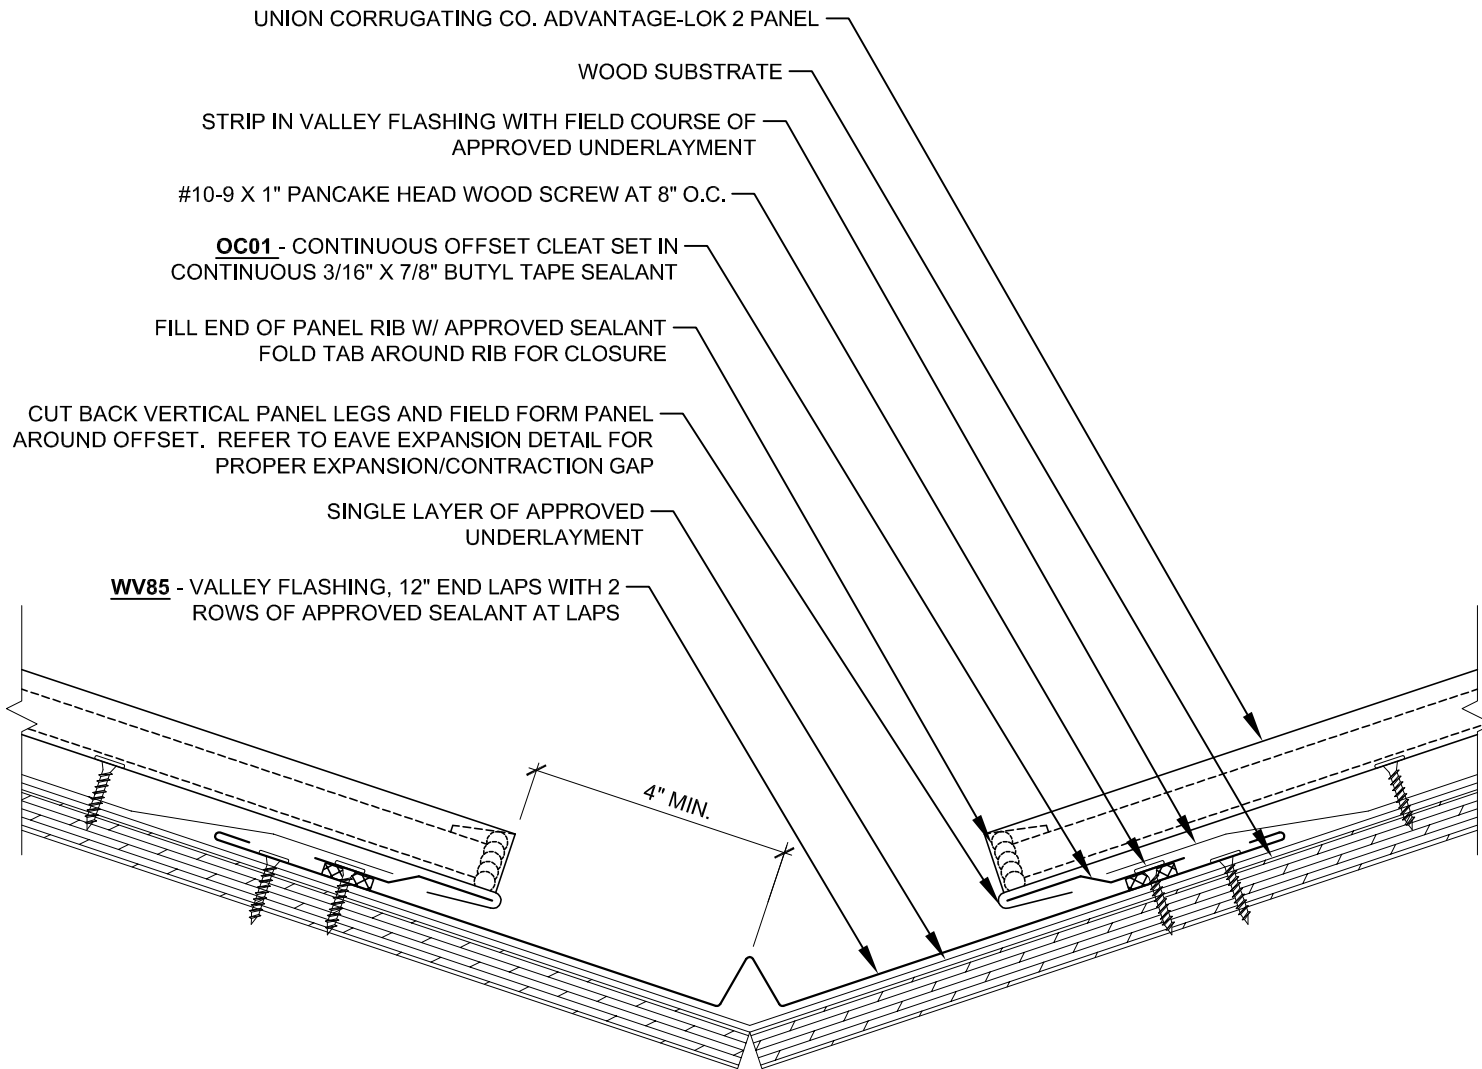 UNION CORRUGATING CO. ADVANTAGE-LOK 2 PANEL
WOOD SUBSTRATE
STRIP IN VALLEY FLASHING WITH FIELD COURSE OF
APPROVED UNDERLAYMENT
#10-9 X 1" PANCAKE HEAD WOOD SCREW AT 8" O.C.
OC01 - CONTINUOUS OFFSET CLEAT SET IN
CONTINUOUS 3/16" X 7/8" BUTYL TAPE SEALANT
FILL END OF PANEL RIB W/ APPROVED SEALANT
FOLD TAB AROUND RIB FOR CLOSURE
CUT BACK VERTICAL PANEL LEGS AND FIELD FORM PANEL
AROUND OFFSET. REFER TO EAVE EXPANSION DETAIL FOR
PROPER EXPANSION/CONTRACTION GAP
SINGLE LAYER OF APPROVED
UNDERLAYMENT
WV85 - VALLEY FLASHING, 12" END LAPS WITH 2
ROWS OF APPROVED SEALANT AT LAPS
4" MIN.